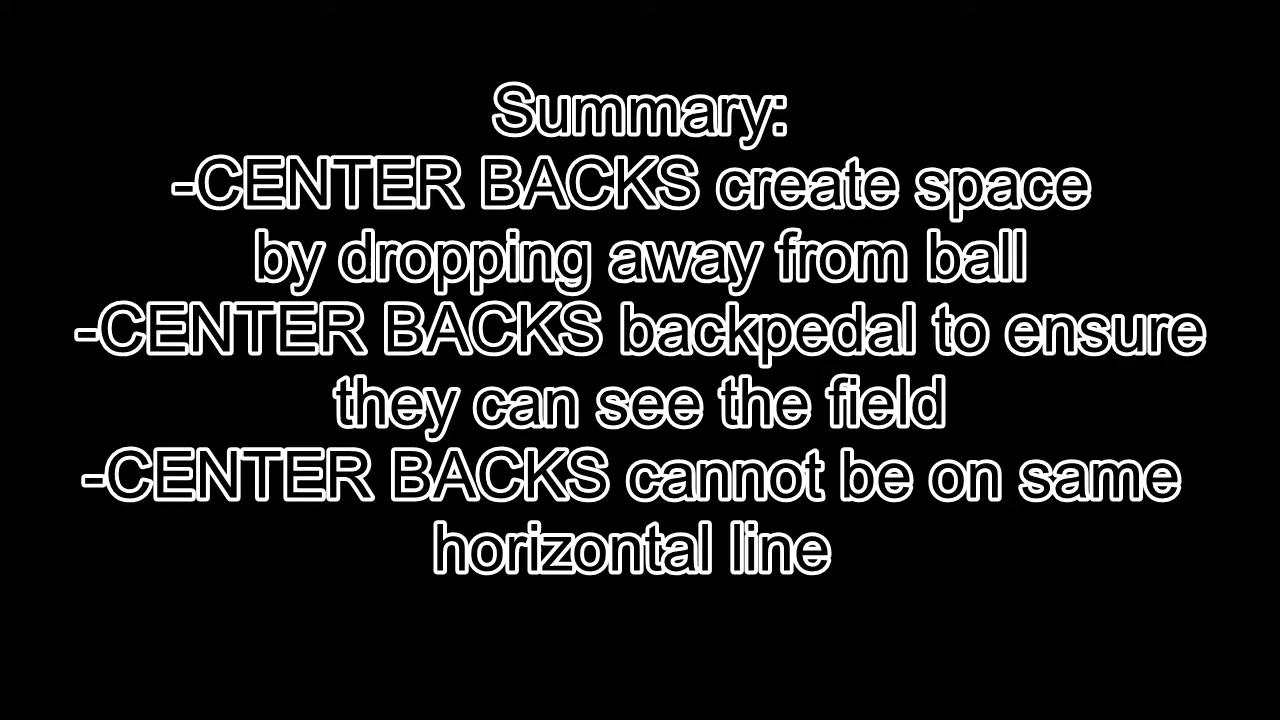 Summary:
-CENTER BACKS create space
by dropping away from ball
-CENTER BACKS backpedal to ensure
they can see the field
-CENTER BACKS cannot be on same
horizontal line